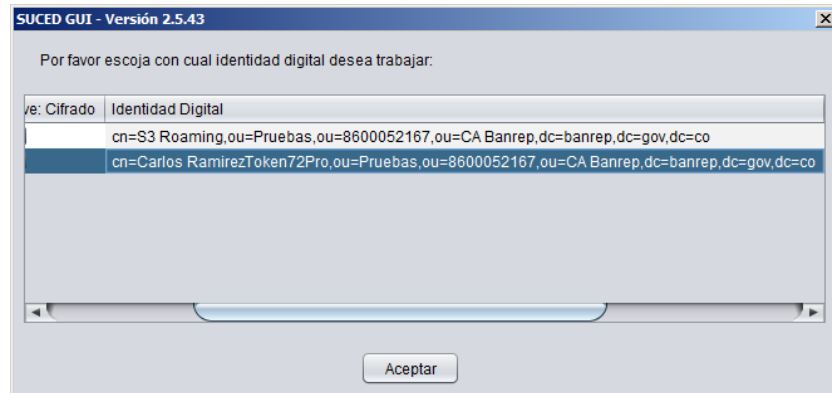 SUCED GUI - Versión 2.5.43
Por favor escoja con cual identidad digital desea trabajar:
ve: Cifrado Identidad Digital
cn=S3 Roaming,ou=Pruebas,ou=8600052167,ou=CA Banrep,dc=banrep,dc=gov,dc=co
cn=Carlos RamirezToken72Pro,ou=Pruebas,ou=8600052167,ou=CA Banrep,dc=banrep,dc=gov,dc=co
Aceptar